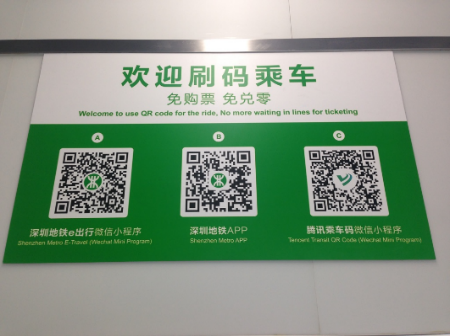 欢迎刷码乘车
免购票 免兑零
Welcome to use QR code for the ride, No more waiting in lines for ticketing
A
B
C
深圳地铁e出行微信小程序
Shenzhen Metro E-Travel (Wechat Mini Program)
深圳地铁APP
Shenzhen Metro APP
腾讯乘车码微信小程序
Tencent Transit QR Code (Wechat Mini Program)